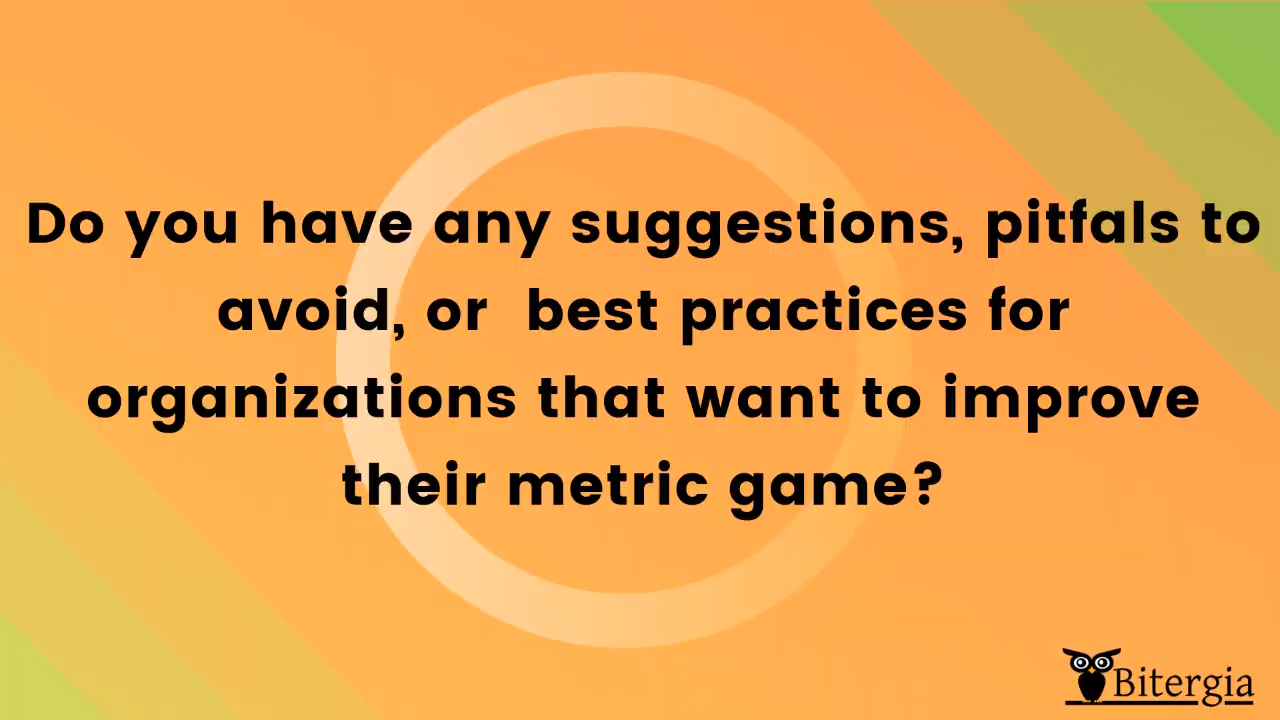 Do you have any suggestions, pitfals to
avoid, or  best practices for
organizations that want to improve
their metric game?
Bitergia